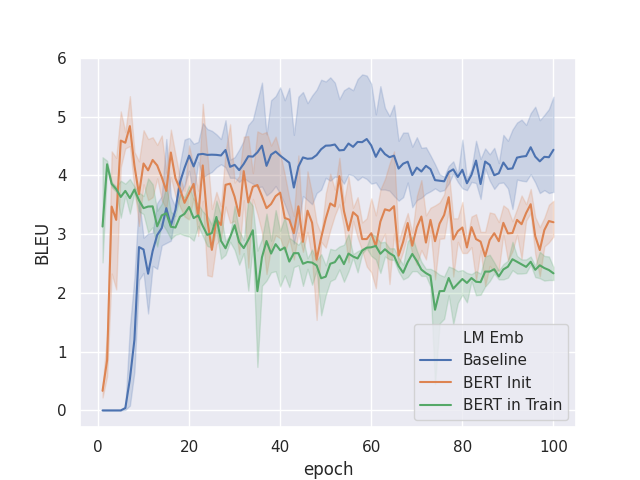 6
5
4
3
2
1
0
BLEU
0 20 40 60 80 100
epoch
LM Emb
Baseline
BERT Init
BERT in Train